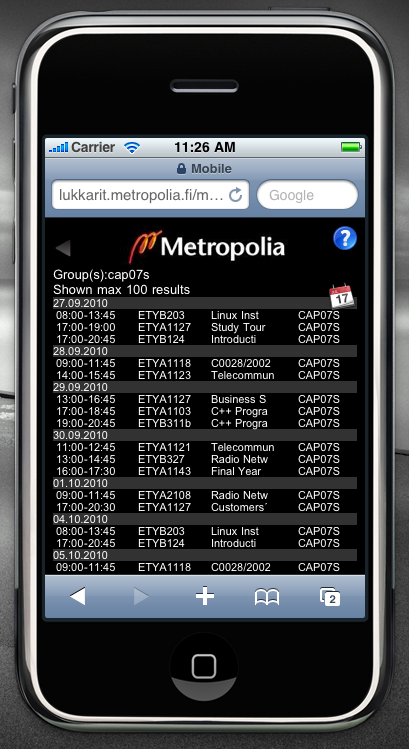 Carrier 11:26 AM
Mobile
lukkarit.metropolia.fi/m... Google
Metropolia ?
Group(s):cap07s
Shown max 100 results 17
27.09.2010
08:00-13:45 ETYB203 Linux Inst CAP07S
17:00-19:00 ETYA1127 Study Tour CAP07S
17:00-20:45 ETYB124 Introducti CAP07S
28.09.2010
09:00-11:45 ETYA1118 C0028/2002 CAP07S
14:00-15:45 ETYA1123 Telecommun CAP07S
29.09.2010
13:00-16:45 ETYA1127 Business S CAP07S
17:00-18:45 ETYA1103 C++ Progra CAP07S
19:00-20:45 ETYB311b C++ Progra CAP07S
30.09.2010
11:00-12:45 ETYA1121 Telecommun CAP07S
13:00-14:45 ETYB327 Radio Netw CAP07S
16:00-17:30 ETYA1143 Final Year CAP07S
01.10.2010
09:00-11:45 ETYA2108 Radio Netw CAP07S
17:00-20:30 ETYA1127 Customers´ CAP07S
04.10.2010
08:00-13:45 ETYB203 Linux Inst CAP07S
17:00-20:45 ETYB124 Introducti CAP07S
05.10.2010
09:00-11:45 ETYA1118 C0028/2002 CAP07S
2